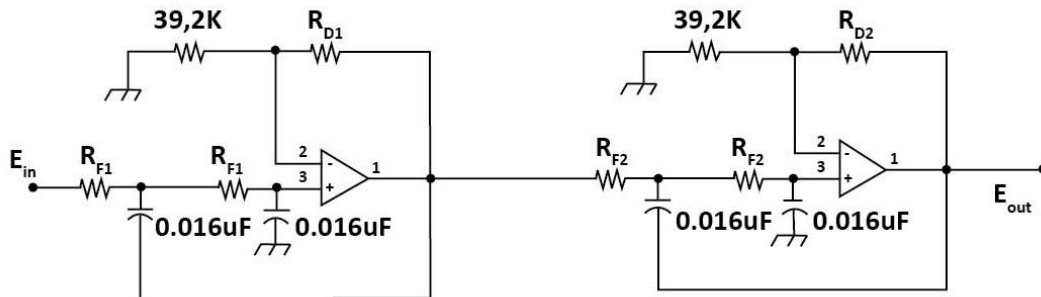 39,2K
R_D1
39,2K
R_D2
E_in
R_F1
R_F1
2
-
3
+
1
0.016uF
0.016uF
R_F2
R_F2
2
-
3
+
1
0.016uF
0.016uF
E_out